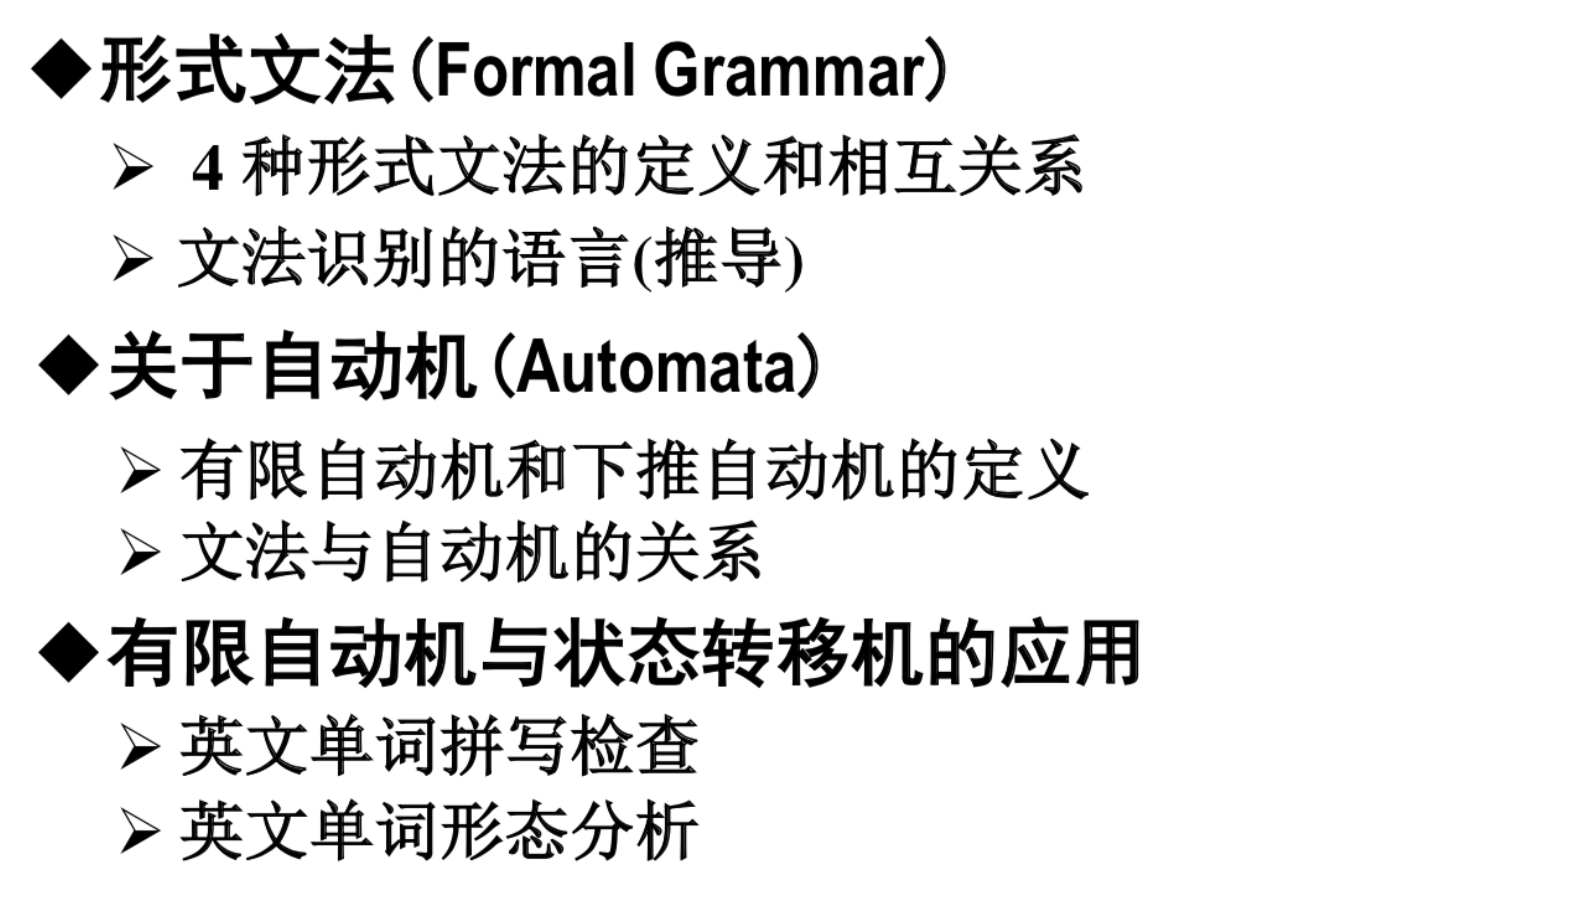 ◆形式文法(Formal Grammar)
➢ 4 种形式文法的定义和相互关系
➢ 文法识别的语言(推导)
◆关于自动机(Automata)
➢ 有限自动机和下推自动机的定义
➢ 文法与自动机的关系
◆有限自动机与状态转移机的应用
➢ 英文单词拼写检查
➢ 英文单词形态分析